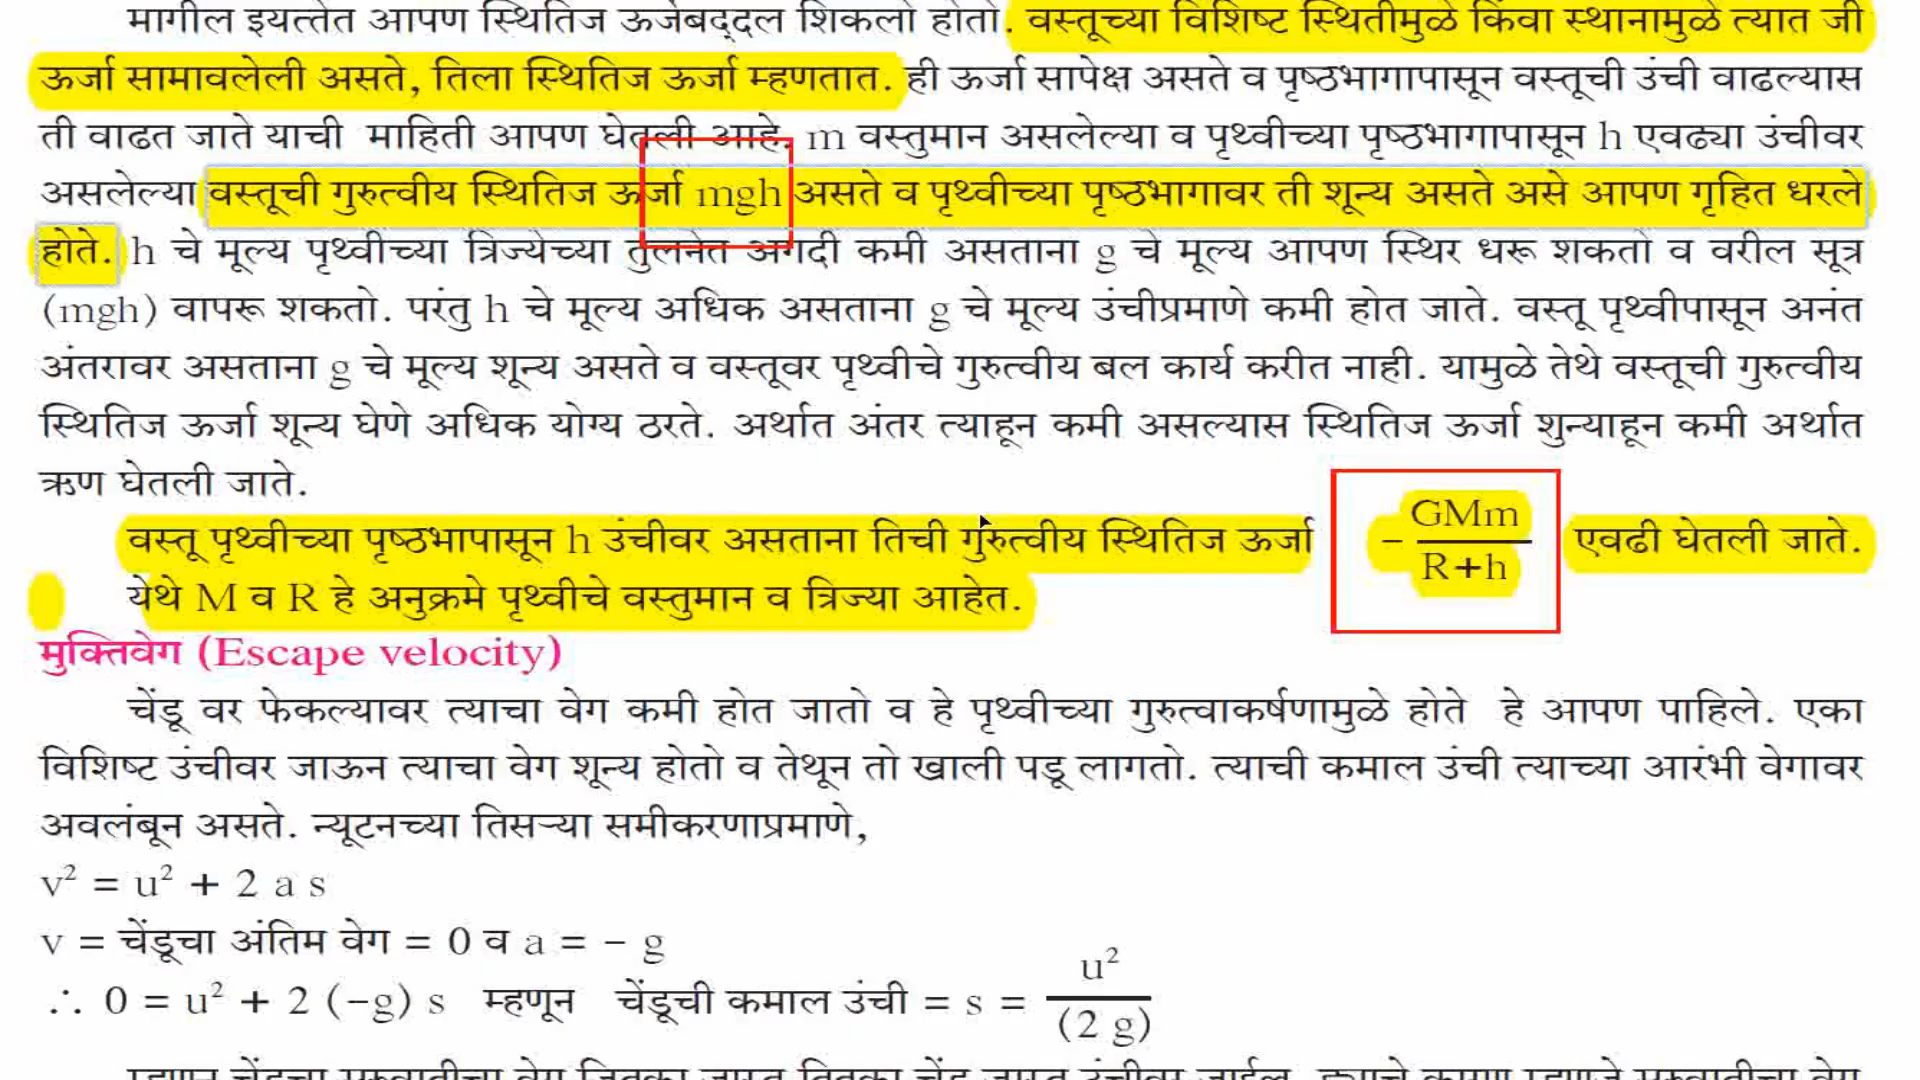 मागील इयत्तेत आपण स्थितिज ऊर्जेबद्दल शिकलो होतो. वस्तूच्या विशिष्ट स्थितीमुळे किंवा स्थानामुळे त्यात जी
ऊर्जा सामावलेली असते, तिला स्थितिज ऊर्जा म्हणतात. ही ऊर्जा सापेक्ष असते व पृष्ठभागापासून वस्तूची उंची वाढल्यास
ती वाढत जाते याची माहिती आपण घेतली आहे. m वस्तुमान असलेल्या व पृथ्वीच्या पृष्ठभागापासून h एवढ्या उंचीवर
असलेल्या वस्तूची गुरुत्वीय स्थितिज ऊर्जा mgh असते व पृथ्वीच्या पृष्ठभागावर ती शून्य असते असे आपण गृहित धरले
होते. h चे मूल्य पृथ्वीच्या त्रिज्येच्या तुलनेत अगदी कमी असताना g चे मूल्य आपण स्थिर धरू शकतो व वरील सूत्र
(mgh) वापरू शकतो. परंतु h चे मूल्य अधिक असताना g चे मूल्य उंचीप्रमाणे कमी होत जाते. वस्तू पृथ्वीपासून अनंत
अंतरावर असताना g चे मूल्य शून्य असते व वस्तूवर पृथ्वीचे गुरुत्वीय बल कार्य करीत नाही. यामुळे तेथे वस्तूची गुरुत्वीय
स्थितिज ऊर्जा शून्य घेणे अधिक योग्य ठरते. अर्थात अंतर त्याहून कमी असल्यास स्थितिज ऊर्जा शुन्याहून कमी अर्थात
ऋण घेतली जाते.
वस्तू पृथ्वीच्या पृष्ठभापासून h उंचीवर असताना तिची गुरुत्वीय स्थितिज ऊर्जा - GMm / R+h एवढी घेतली जाते.
येथे M व R हे अनुक्रमे पृथ्वीचे वस्तुमान व त्रिज्या आहेत.
मुक्तिवेग (Escape velocity)
चेंडू वर फेकल्यावर त्याचा वेग कमी होत जातो व हे पृथ्वीच्या गुरुत्वाकर्षणामुळे होते हे आपण पाहिले. एका
विशिष्ट उंचीवर जाऊन त्याचा वेग शून्य होतो व तेथून तो खाली पडू लागतो. त्याची कमाल उंची त्याच्या आरंभी वेगावर
अवलंबून असते. न्यूटनच्या तिसऱ्या समीकरणाप्रमाणे,
v² = u² + 2 a s
v = चेंडूचा अंतिम वेग = 0 व a = - g
∴ 0 = u² + 2 (-g) s म्हणून चेंडूची कमाल उंची = s = u² / (2 g)